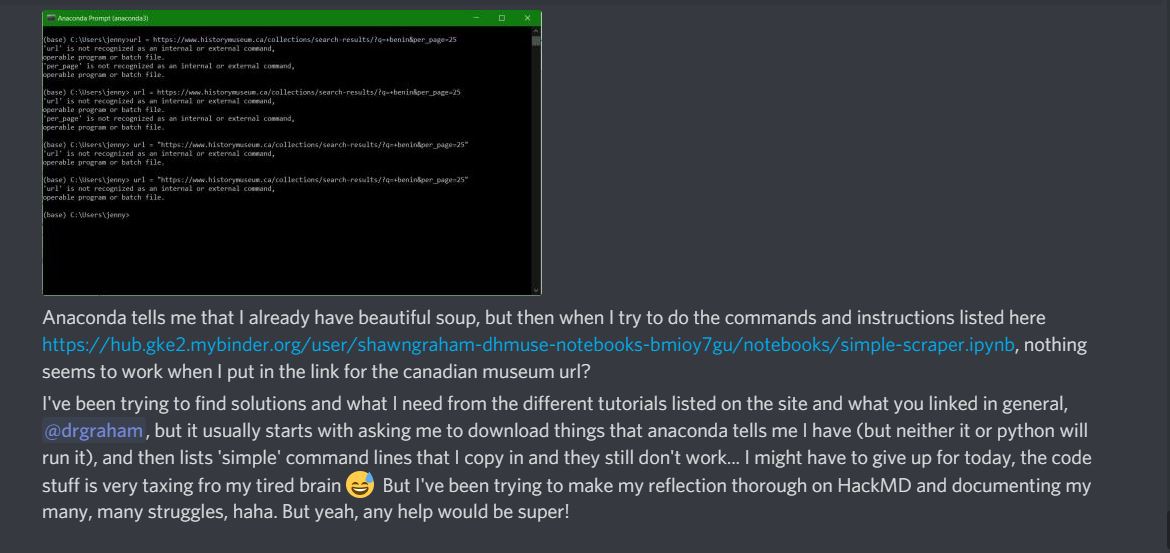 Anaconda Prompt (anaconda3)
(base) C:\Users\jenny>url = https://www.historymuseum.ca/collections/search-results/?q=+benin&per_page=25
'url' is not recognized as an internal or external command,
operable program or batch file.
'per_page' is not recognized as an internal or external command,
operable program or batch file.
(base) C:\Users\jenny> url = https://www.historymuseum.ca/collections/search-results/?q=+benin&per_page=25
'url' is not recognized as an internal or external command,
operable program or batch file.
'per_page' is not recognized as an internal or external command,
operable program or batch file.
(base) C:\Users\jenny> url = "https://www.historymuseum.ca/collections/search-results/?q=+benin&per_page=25"
'url' is not recognized as an internal or external command,
operable program or batch file.
(base) C:\Users\jenny> url = "https://www.historymuseum.ca/collections/search-results/?q=+benin&per_page=25"
'url' is not recognized as an internal or external command,
operable program or batch file.
(base) C:\Users\jenny>
Anaconda tells me that I already have beautiful soup, but then when I try to do the commands and instructions listed here
https://hub.gke2.mybinder.org/user/shawngraham-dhmuse-notebooks-bmioy7gu/notebooks/simple-scraper.ipynb, nothing
seems to work when I put in the link for the canadian museum url?
I've been trying to find solutions and what I need from the different tutorials listed on the site and what you linked in general,
@drgraham, but it usually starts with asking me to download things that anaconda tells me I have (but neither it or python will
run it), and then lists 'simple' command lines that I copy in and they still don't work... I might have to give up for today, the code
stuff is very taxing fro my tired brain 😅 But I've been trying to make my reflection thorough on HackMD and documenting my
many, many struggles, haha. But yeah, any help would be super!